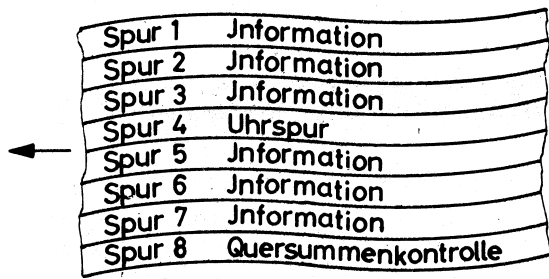 Spur 1 Jnformation
Spur 2 Jnformation
Spur 3 Jnformation
Spur 4 Uhrspur
Spur 5 Jnformation
Spur 6 Jnformation
Spur 7 Jnformation
Spur 8 Quersummenkontrolle